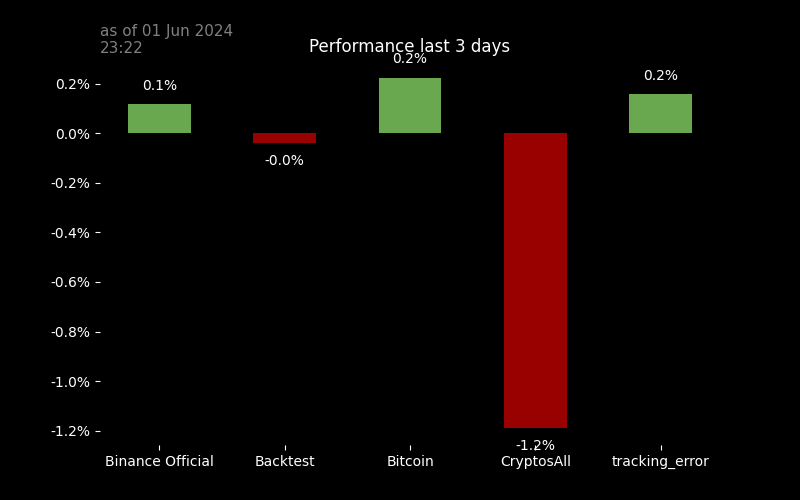 as of 01 Jun 2024
23:22
Performance last 3 days
0.2%
0.0%
-0.2%
-0.4%
-0.6%
-0.8%
-1.0%
-1.2%
0.1%
-0.0%
0.2%
-1.2%
0.2%
Binance Official
Backtest
Bitcoin
CryptosAll
tracking_error